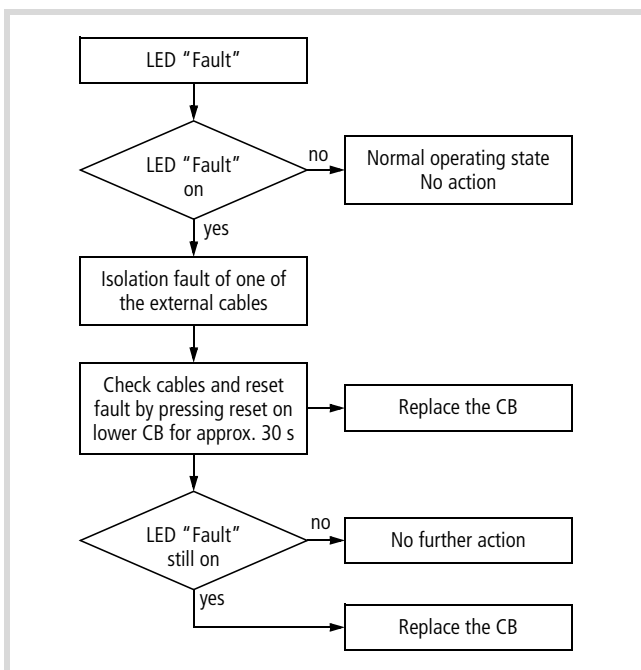 LED "Fault"
LED "Fault"
on
no
Normal operating state
No action
yes
Isolation fault of one of
the external cables
Check cables and reset
fault by pressing reset on
lower CB for approx. 30 s
Replace the CB
LED "Fault"
still on
no
No further action
yes
Replace the CB